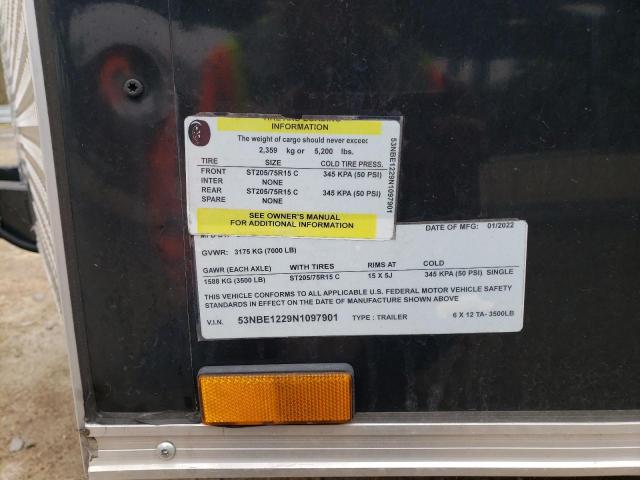 TIRE AND LOADING
INFORMATION
The weight of cargo should never exceed
2,359 kg or 5,200 lbs.
TIRE SIZE COLD TIRE PRESS.
FRONT ST205/75R15 C 345 KPA (50 PSI)
INTER NONE
REAR ST205/75R15 C 345 KPA (50 PSI)
SPARE NONE
SEE OWNER'S MANUAL
FOR ADDITIONAL INFORMATION
53NBE1229N1097901
DATE OF MFG: 01/2022
GVWR: 3175 KG (7000 LB)
GAWR (EACH AXLE) WITH TIRES RIMS AT COLD
1588 KG (3500 LB) ST205/75R15 C 15 X 5J 345 KPA (50 PSI) SINGLE
THIS VEHICLE CONFORMS TO ALL APPLICABLE U.S. FEDERAL MOTOR VEHICLE SAFETY
STANDARDS IN EFFECT ON THE DATE OF MANUFACTURE SHOWN ABOVE.
V.I.N. 53NBE1229N1097901 TYPE: TRAILER 6 X 12 TA- 3500LB